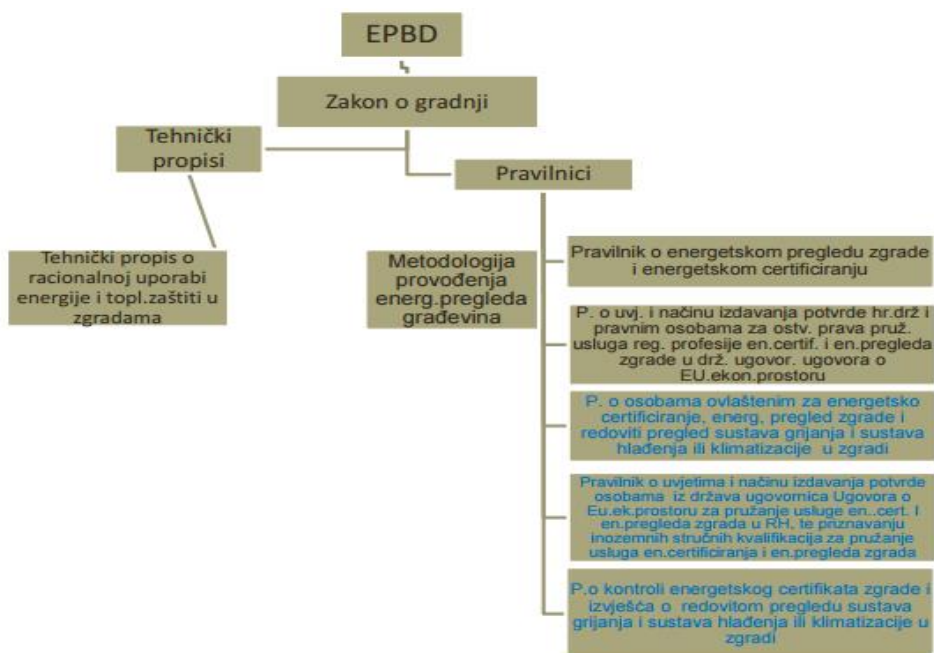 EPBD
Zakon o gradnji
Tehnički
propisi
Pravilnici
Tehnički propis o
racionalnoj uporabi
energije i topl.zaštiti u
zgradama
Metodologija
provođenja
energ.pregleda
građevina
Pravilnik o energetskom pregledu zgrade
i energetskom certificiranju
P. o uvj. i načinu izdavanja potvrde hr.drž i
pravnim osobama za ostv. prava pruž.
usluga reg. profesije en.certif. i en.pregleda
zgrade u drž. ugovor. ugovora o
EU.ekon.prostoru
P. o osobama ovlaštenim za energetsko
certificiranje, energ, pregled zgrade i
redoviti pregled sustava grijanja i sustava
hlađenja ili klimatizacije u zgradi
Pravilnik o uvjetima i načinu izdavanja potvrde
osobama iz država ugovornica Ugovora o
Eu.ek.prostoru za pružanje usluge en..cert. I
en.pregleda zgrada u RH, te priznavanju
inozemnih stručnih kvalifikacija za pružanje
usluga en.certificiranja i en.pregleda zgrada
P.o kontroli energetskog certifikata zgrade i
izvješća o redovitom pregledu sustava
grijanja i sustava hlađenja ili klimatizacije u
zgradi